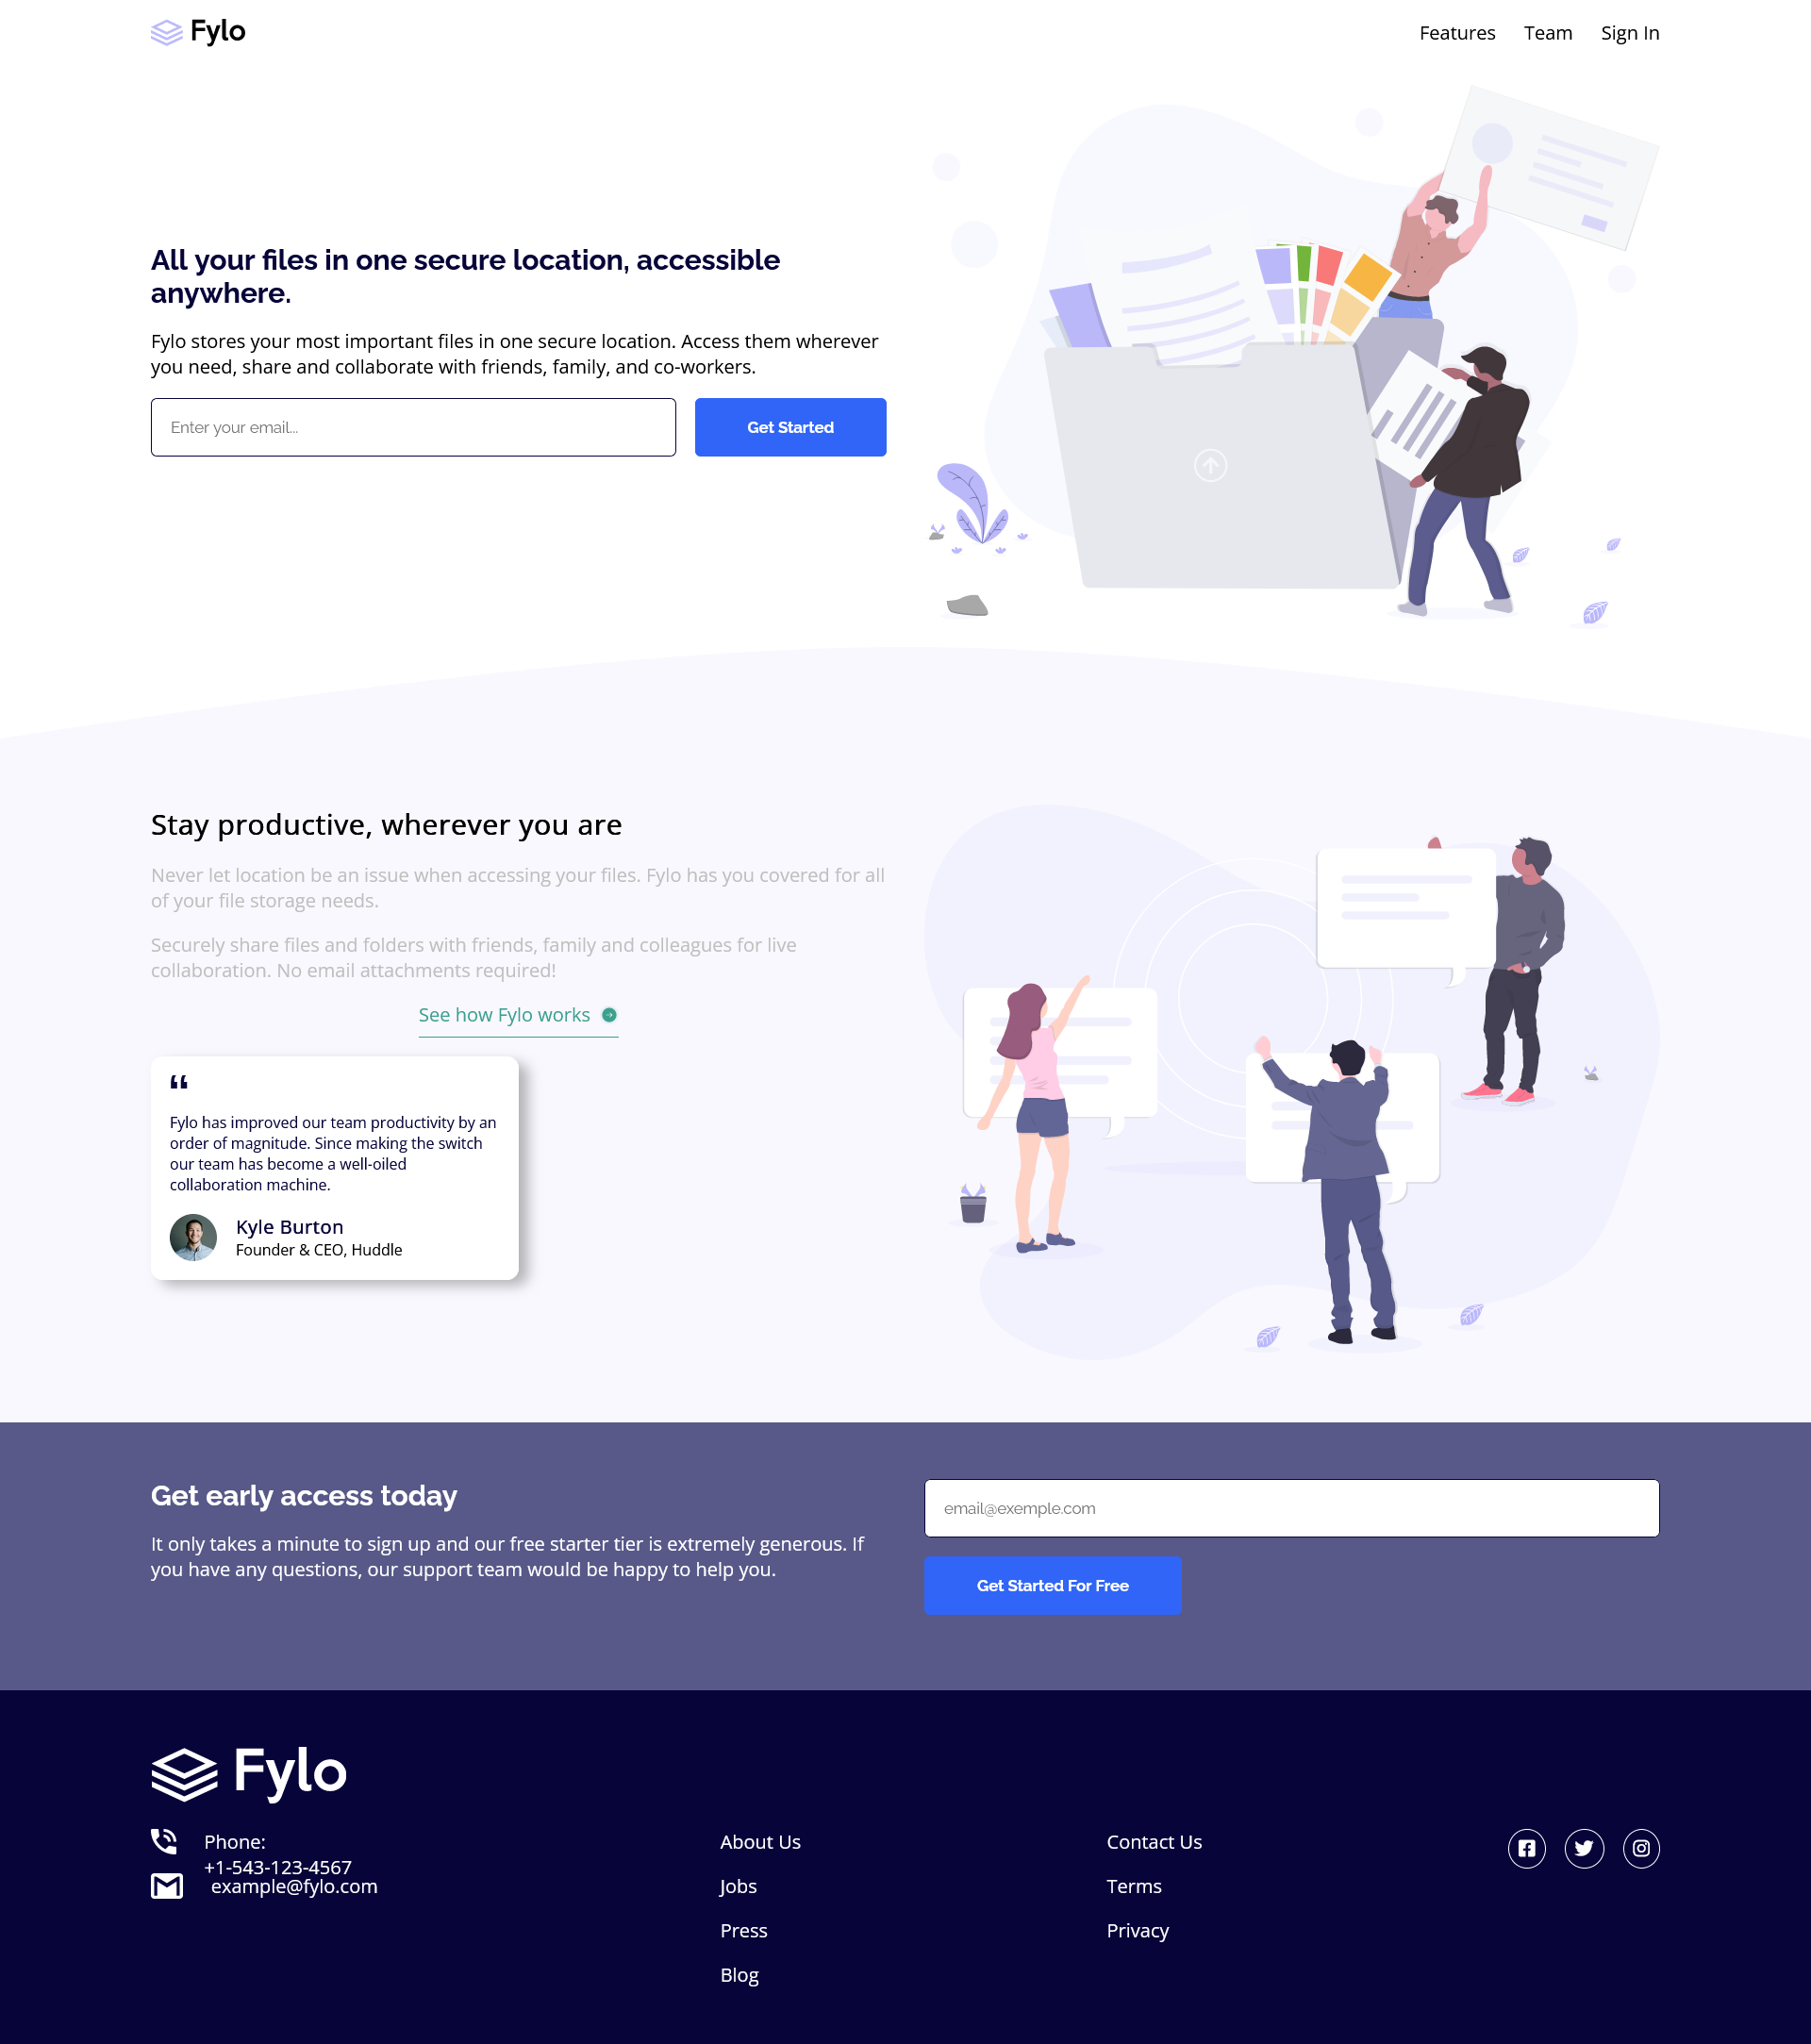 Fylo
Features Team Sign In
All your files in one secure location, accessible
anywhere.
Fylo stores your most important files in one secure location. Access them wherever
you need, share and collaborate with friends, family, and co-workers.
Enter your email...
Get Started
Stay productive, wherever you are
Never let location be an issue when accessing your files. Fylo has you covered for all
of your file storage needs.
Securely share files and folders with friends, family and colleagues for live
collaboration. No email attachments required!
See how Fylo works
“
Fylo has improved our team productivity by an
order of magnitude. Since making the switch
our team has become a well-oiled
collaboration machine.
Kyle Burton
Founder & CEO, Huddle
Get early access today
It only takes a minute to sign up and our free starter tier is extremely generous. If
you have any questions, our support team would be happy to help you.
email@exemple.com
Get Started For Free
Fylo
Phone:
+1-543-123-4567
example@fylo.com
About Us
Jobs
Press
Blog
Contact Us
Terms
Privacy